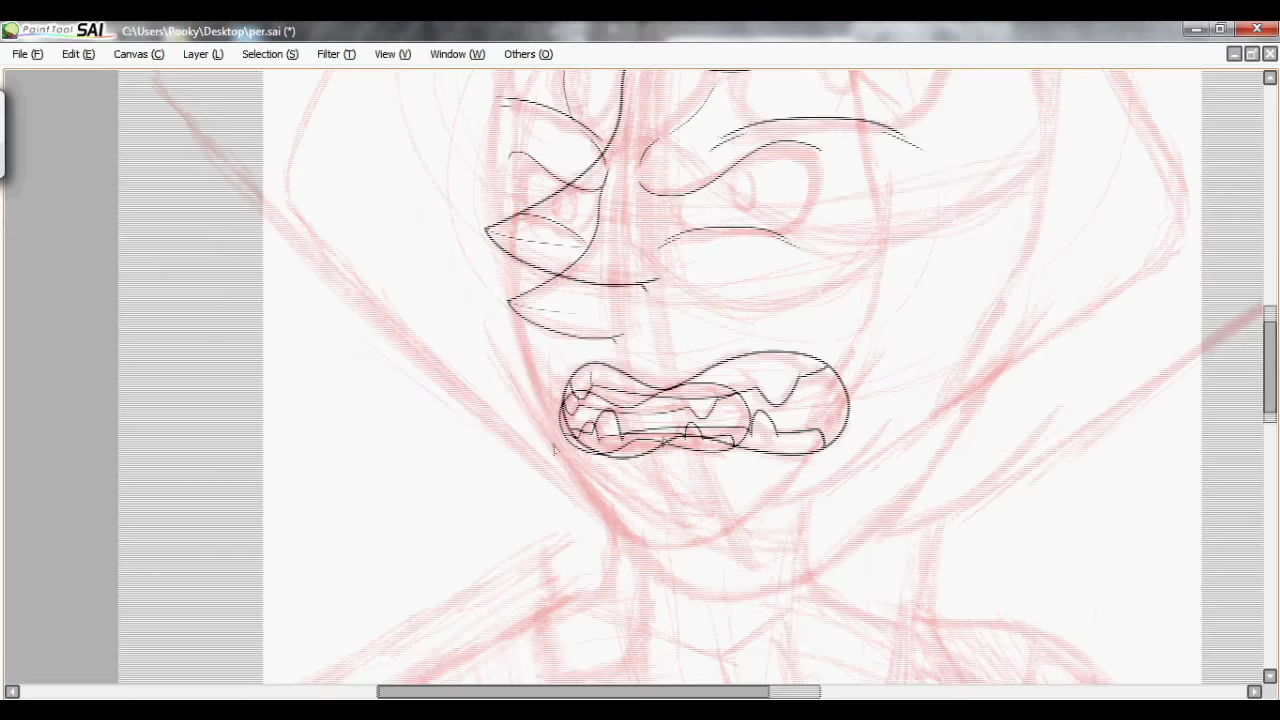 PaintTool SAI C:\Users\Pooky\Desktop\per.sai (*)
File (F) Edit (E) Canvas (C) Layer (L) Selection (S) Filter (T) View (V) Window (W) Others (O)